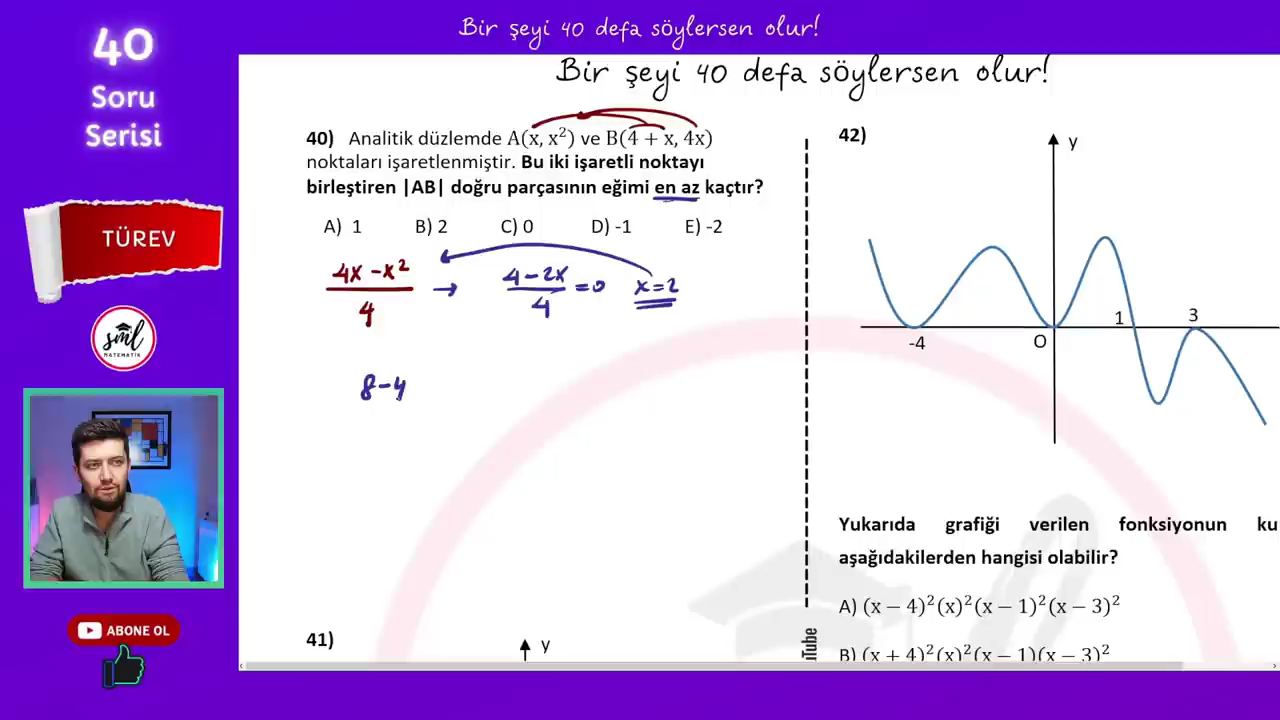 Bir şeyi 40 defa söylersen olur!
40
Soru
Serisi
TÜREV
sml
MATEMATİK
ABONE OL
Bir şeyi 40 defa söylersen olur!
40) Analitik düzlemde A(x, x²) ve B(4 + x, 4x)
noktaları işaretlenmiştir. Bu iki işaretli noktayı
birleştiren |AB| doğru parçasının eğimi en az kaçtır?
A) 1 B) 2 C) 0 D) -1 E) -2
4x - x² / 4 → 4 - 2x / 4 = 0 x = 2
8 - 4
41)
y
42)
y
-4 O 1 3
Yukarıda grafiği verilen fonksiyonun ku
aşağıdakilerden hangisi olabilir?
A) (x − 4)²(x)²(x − 1)²(x − 3)²
B) (x + 4)²(x)²(x − 1)(x − 3)²
uTube